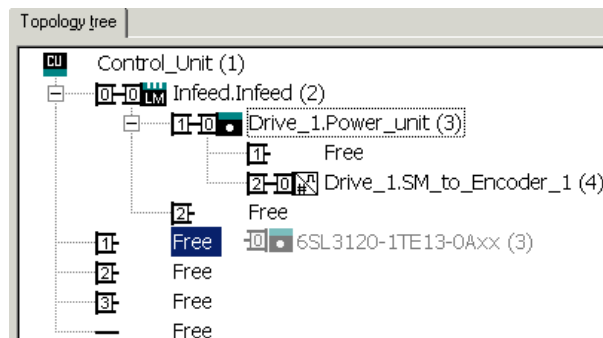 Topology tree
CU Control_Unit (1)
0 0 LM Infeed.Infeed (2)
1 0 Drive_1.Power_unit (3)
1 Free
2 0 # Drive_1.SM_to_Encoder_1 (4)
2 Free
1 Free 0 6SL3120-1TE13-0Axx (3)
2 Free
3 Free
Free